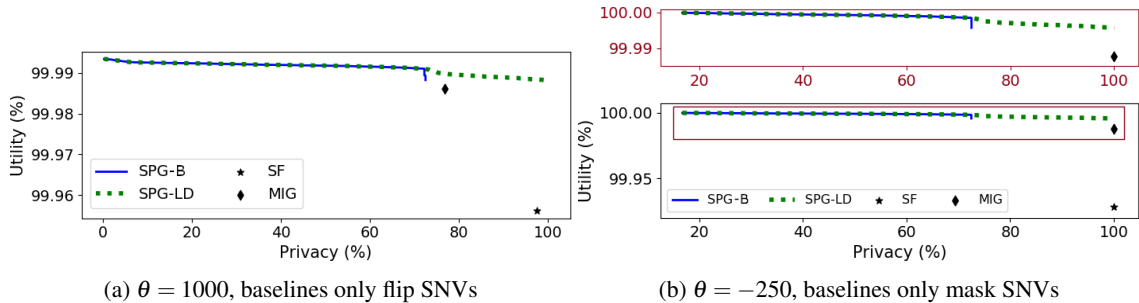 99.99
99.98
99.97
99.96
Utility (%)
SPG-B
SPG-LD
SF
MIG
0 20 40 60 80 100
Privacy (%)
(a) θ = 1000, baselines only flip SNVs
100.00
99.99
20 40 60 80 100
100.00
99.95
Utility (%)
SPG-B SPG-LD SF MIG
20 40 60 80 100
Privacy (%)
(b) θ = −250, baselines only mask SNVs